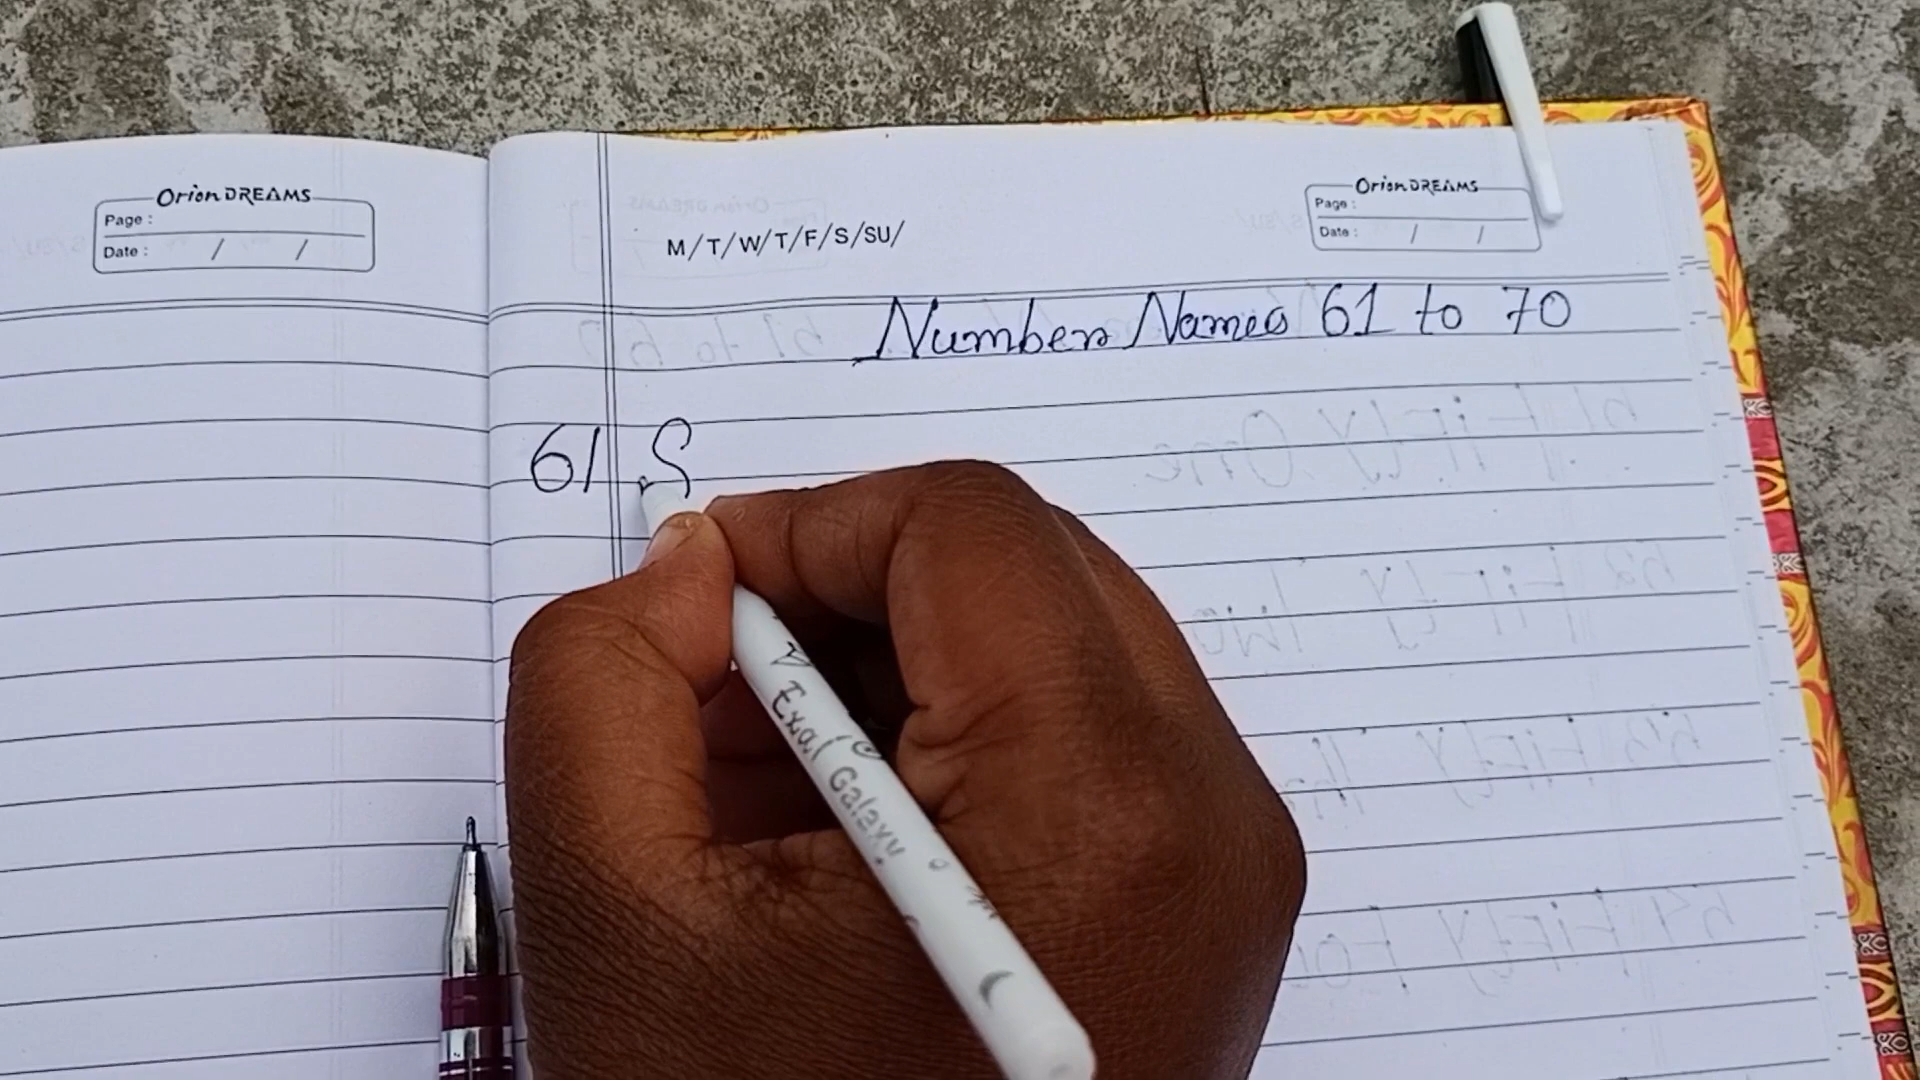 Orion DREAMS
Page :
Date : / /
Orion DREAMS
Page :
Date : / /
M/T/W/T/F/S/SU/
Number Names 61 to 70
61 S
Exal Galaxy